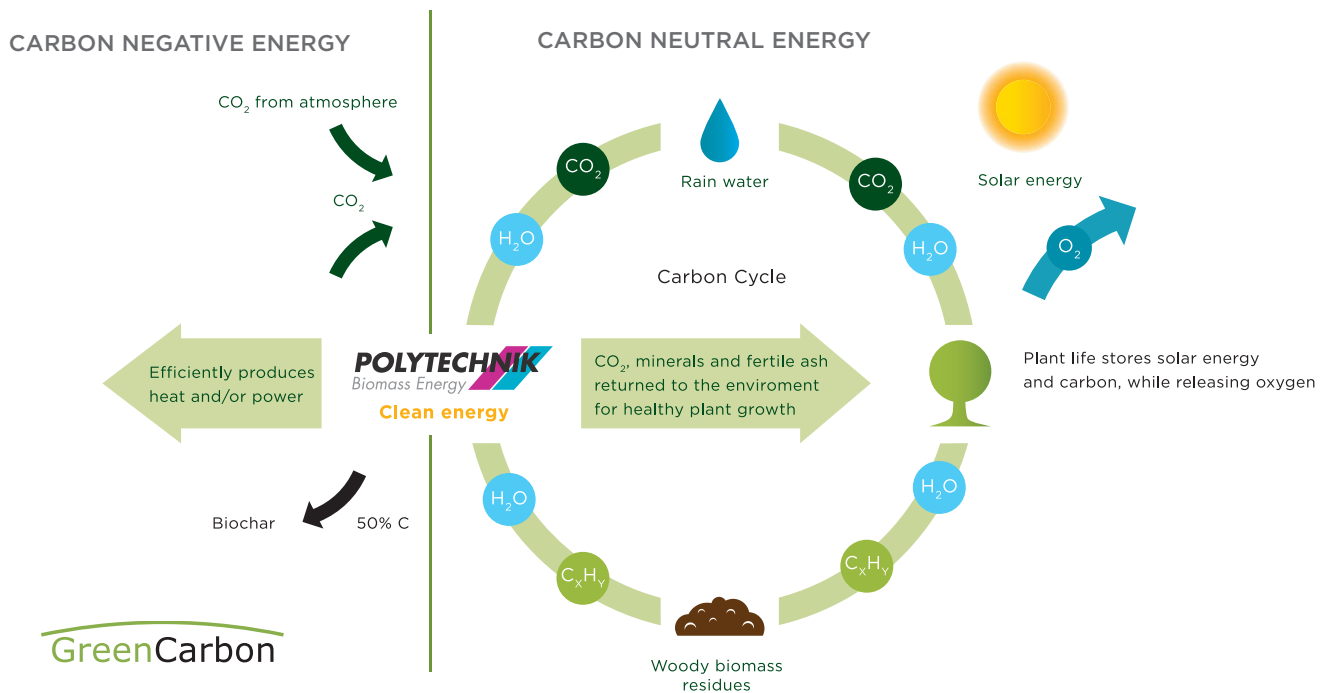 CARBON NEGATIVE ENERGY
CARBON NEUTRAL ENERGY
CO₂ from atmosphere
CO₂
CO₂
H₂O
Rain water
CO₂
H₂O
Solar energy
O₂
Carbon Cycle
Efficiently produces
heat and/or power
POLYTECHNIK
Biomass Energy
Clean energy
CO₂, minerals and fertile ash
returned to the enviroment
for healthy plant growth
Plant life stores solar energy
and carbon, while releasing oxygen
Biochar
50% C
H₂O
CₓHᵧ
H₂O
CₓHᵧ
Woody biomass
residues
GreenCarbon